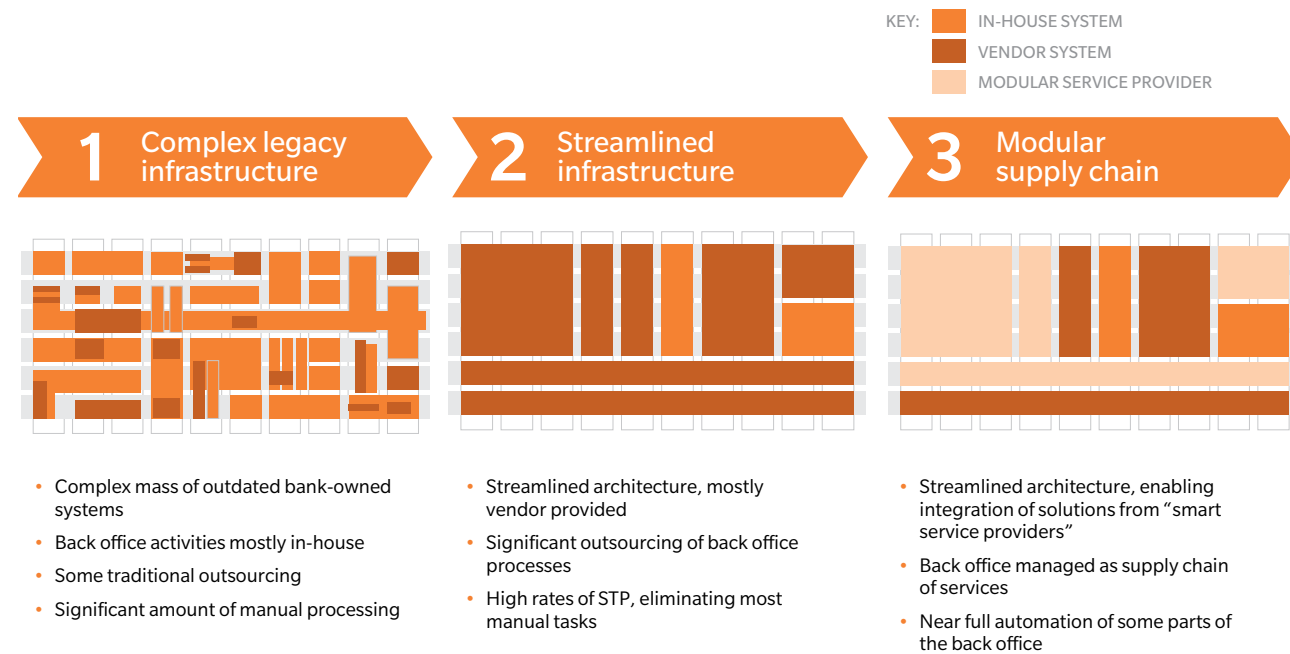 KEY:
IN-HOUSE SYSTEM
VENDOR SYSTEM
MODULAR SERVICE PROVIDER
1
Complex legacy
infrastructure
2
Streamlined
infrastructure
3
Modular
supply chain
• Complex mass of outdated bank-owned
systems
• Back office activities mostly in-house
• Some traditional outsourcing
• Significant amount of manual processing
• Streamlined architecture, mostly
vendor provided
• Significant outsourcing of back office
processes
• High rates of STP, eliminating most
manual tasks
• Streamlined architecture, enabling
integration of solutions from “smart
service providers”
• Back office managed as supply chain
of services
• Near full automation of some parts of
the back office